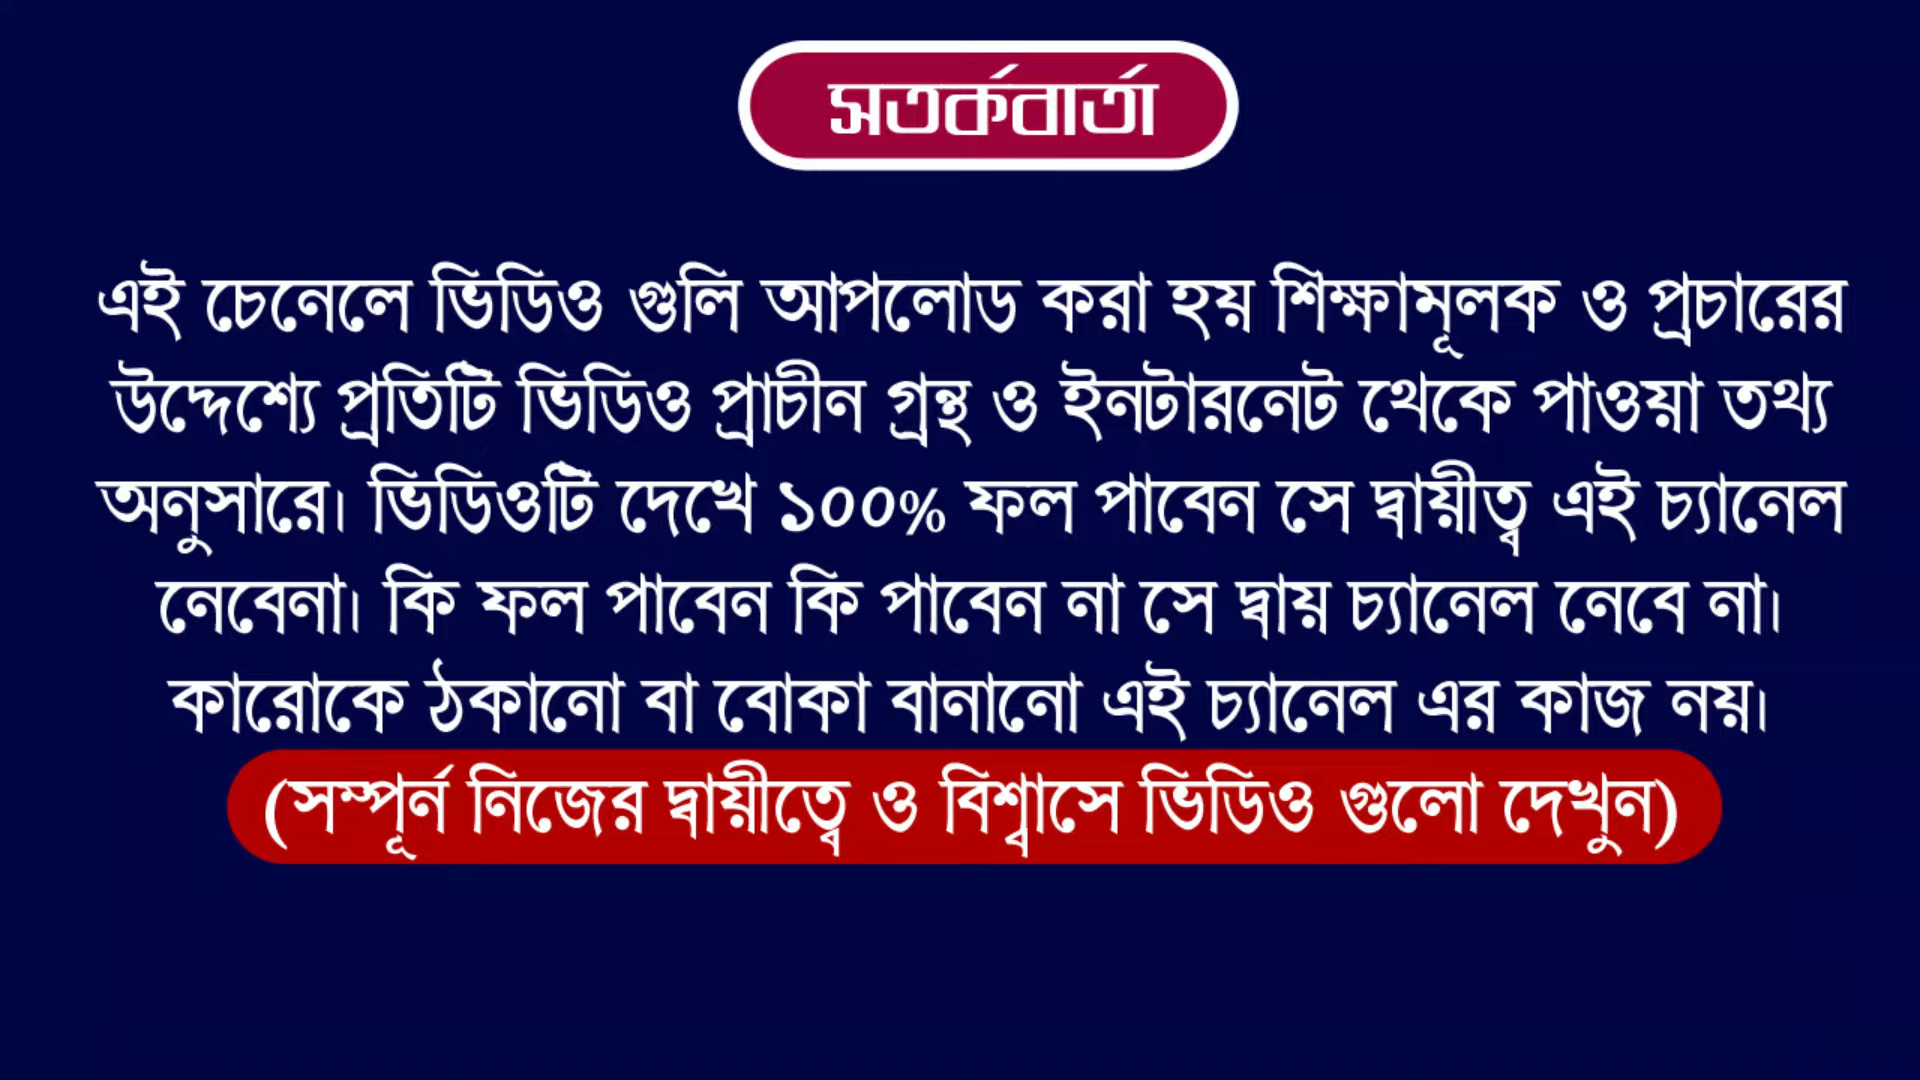 সতর্কবার্তা
এই চেনেলে ভিডিও গুলি আপলোড করা হয় শিক্ষামূলক ও প্রচারের
উদ্দেশ্যে প্রতিটি ভিডিও প্রাচীন গ্রন্থ ও ইনটারনেট থেকে পাওয়া তথ্য
অনুসারে। ভিডিওটি দেখে ১০০% ফল পাবেন সে দ্বায়ীত্ব এই চ্যানেল
নেবেনা। কি ফল পাবেন কি পাবেন না সে দ্বায় চ্যানেল নেবে না।
কারোকে ঠকানো বা বোকা বানানো এই চ্যানেল এর কাজ নয়।
(সম্পূর্ন নিজের দ্বায়ীত্বে ও বিশ্বাসে ভিডিও গুলো দেখুন)